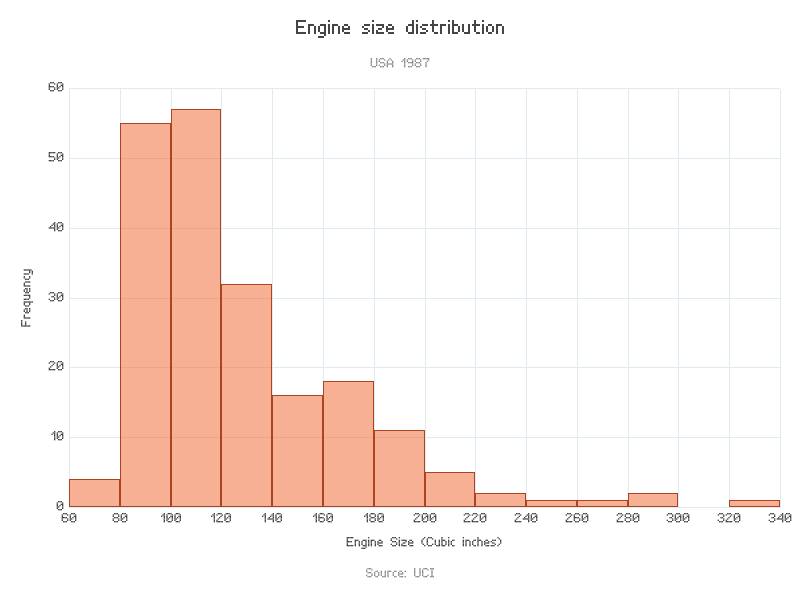 Engine size distribution
USA 1987
60
50
40
30
20
10
0
Frequency
60 80 100 120 140 160 180 200 220 240 260 280 300 320 340
Engine Size (Cubic inches)
Source: UCI